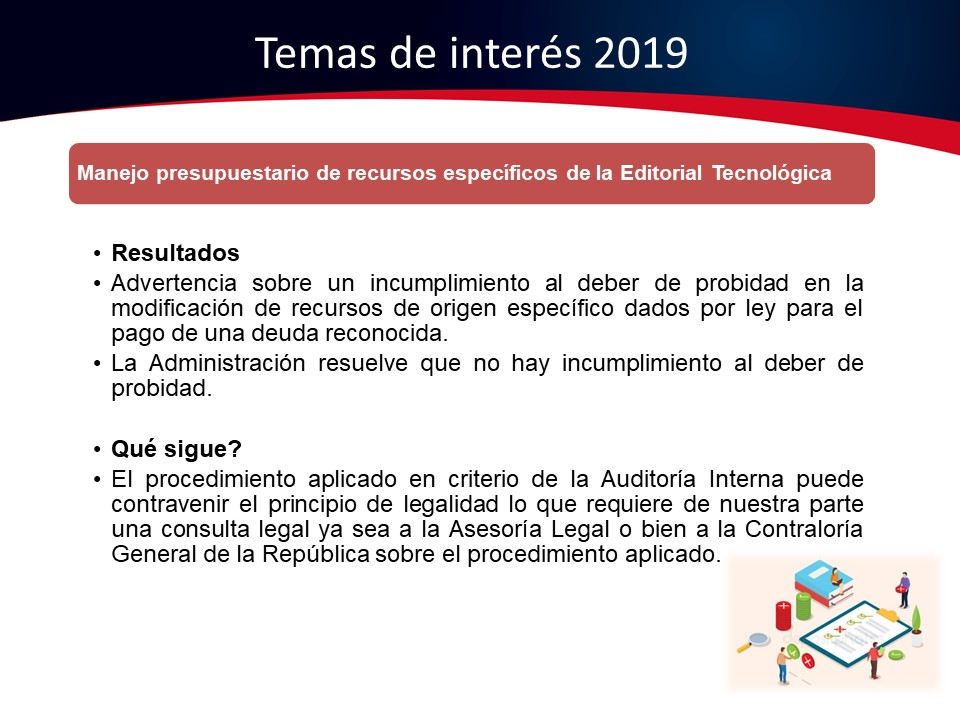 Temas de interés 2019
Manejo presupuestario de recursos específicos de la Editorial Tecnológica
• Resultados
• Advertencia sobre un incumplimiento al deber de probidad en la
modificación de recursos de origen específico dados por ley para el
pago de una deuda reconocida.
• La Administración resuelve que no hay incumplimiento al deber de
probidad.
• Qué sigue?
• El procedimiento aplicado en criterio de la Auditoría Interna puede
contravenir el principio de legalidad lo que requiere de nuestra parte
una consulta legal ya sea a la Asesoría Legal o bien a la Contraloría
General de la República sobre el procedimiento aplicado.